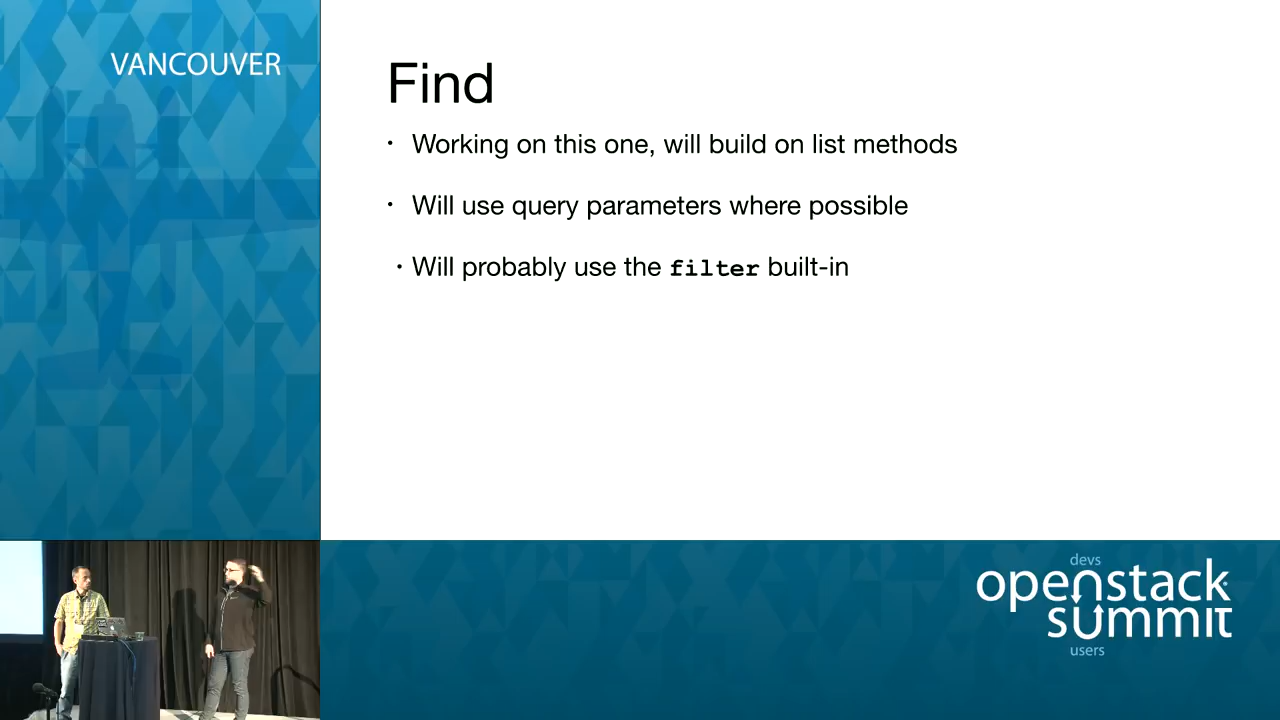 VANCOUVER
Find
• Working on this one, will build on list methods
• Will use query parameters where possible
• Will probably use the filter built-in
devs
openstack
summit
users